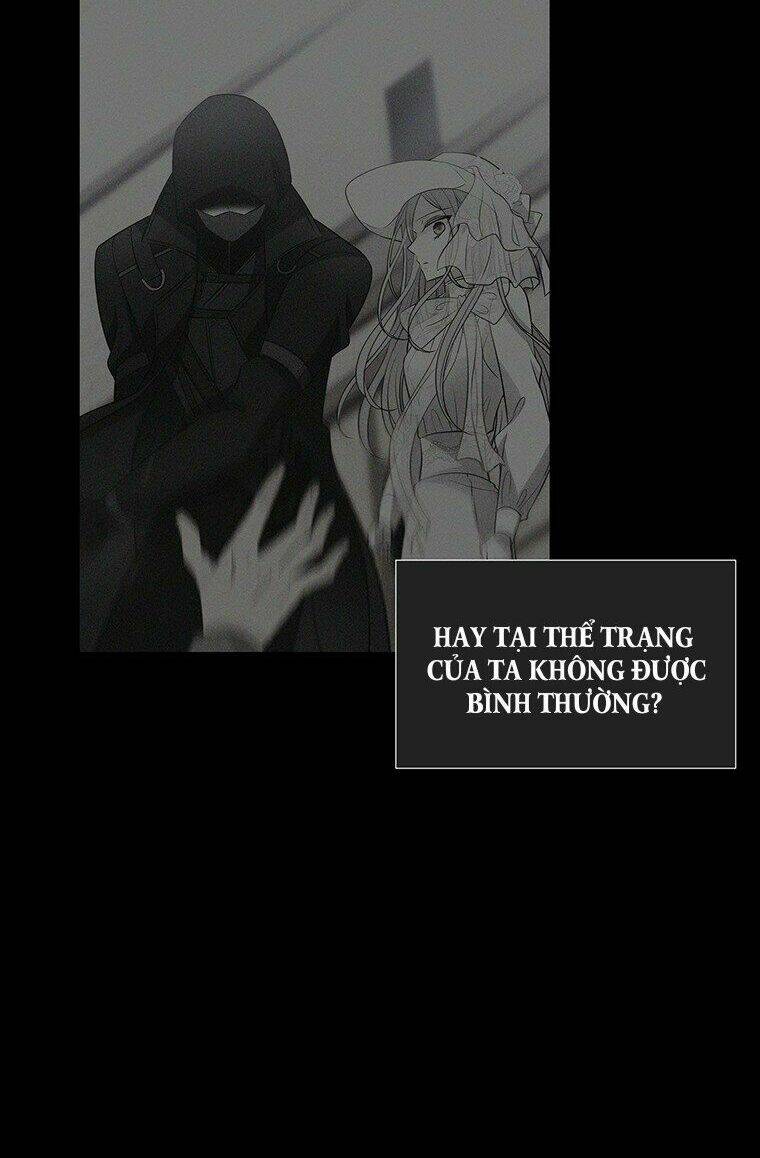 HAY TẠI THỂ TRẠNG
CỦA TA KHÔNG ĐƯỢC
BÌNH THƯỜNG?